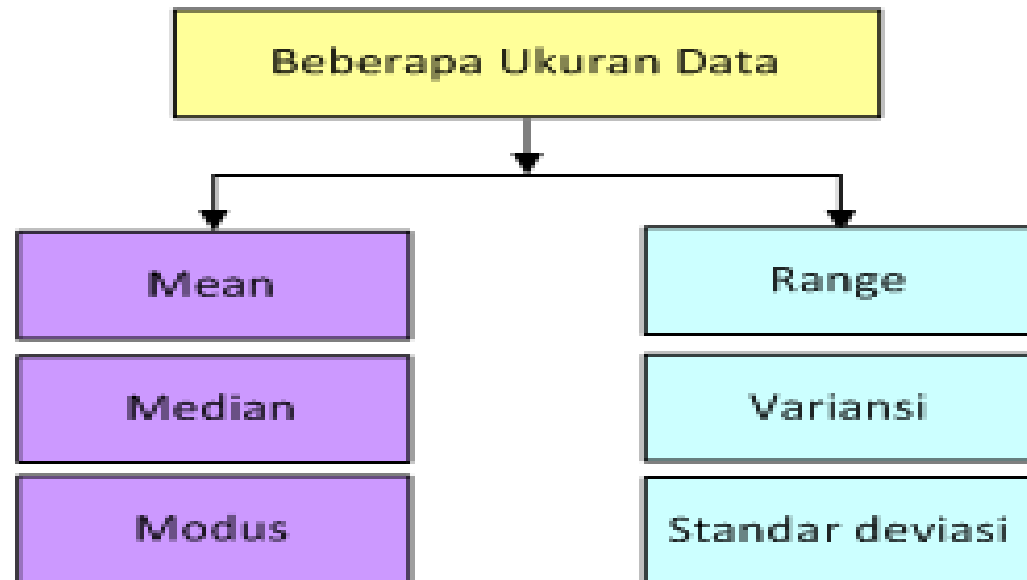 Beberapa Ukuran Data
Mean
Median
Modus
Range
Variansi
Standar deviasi